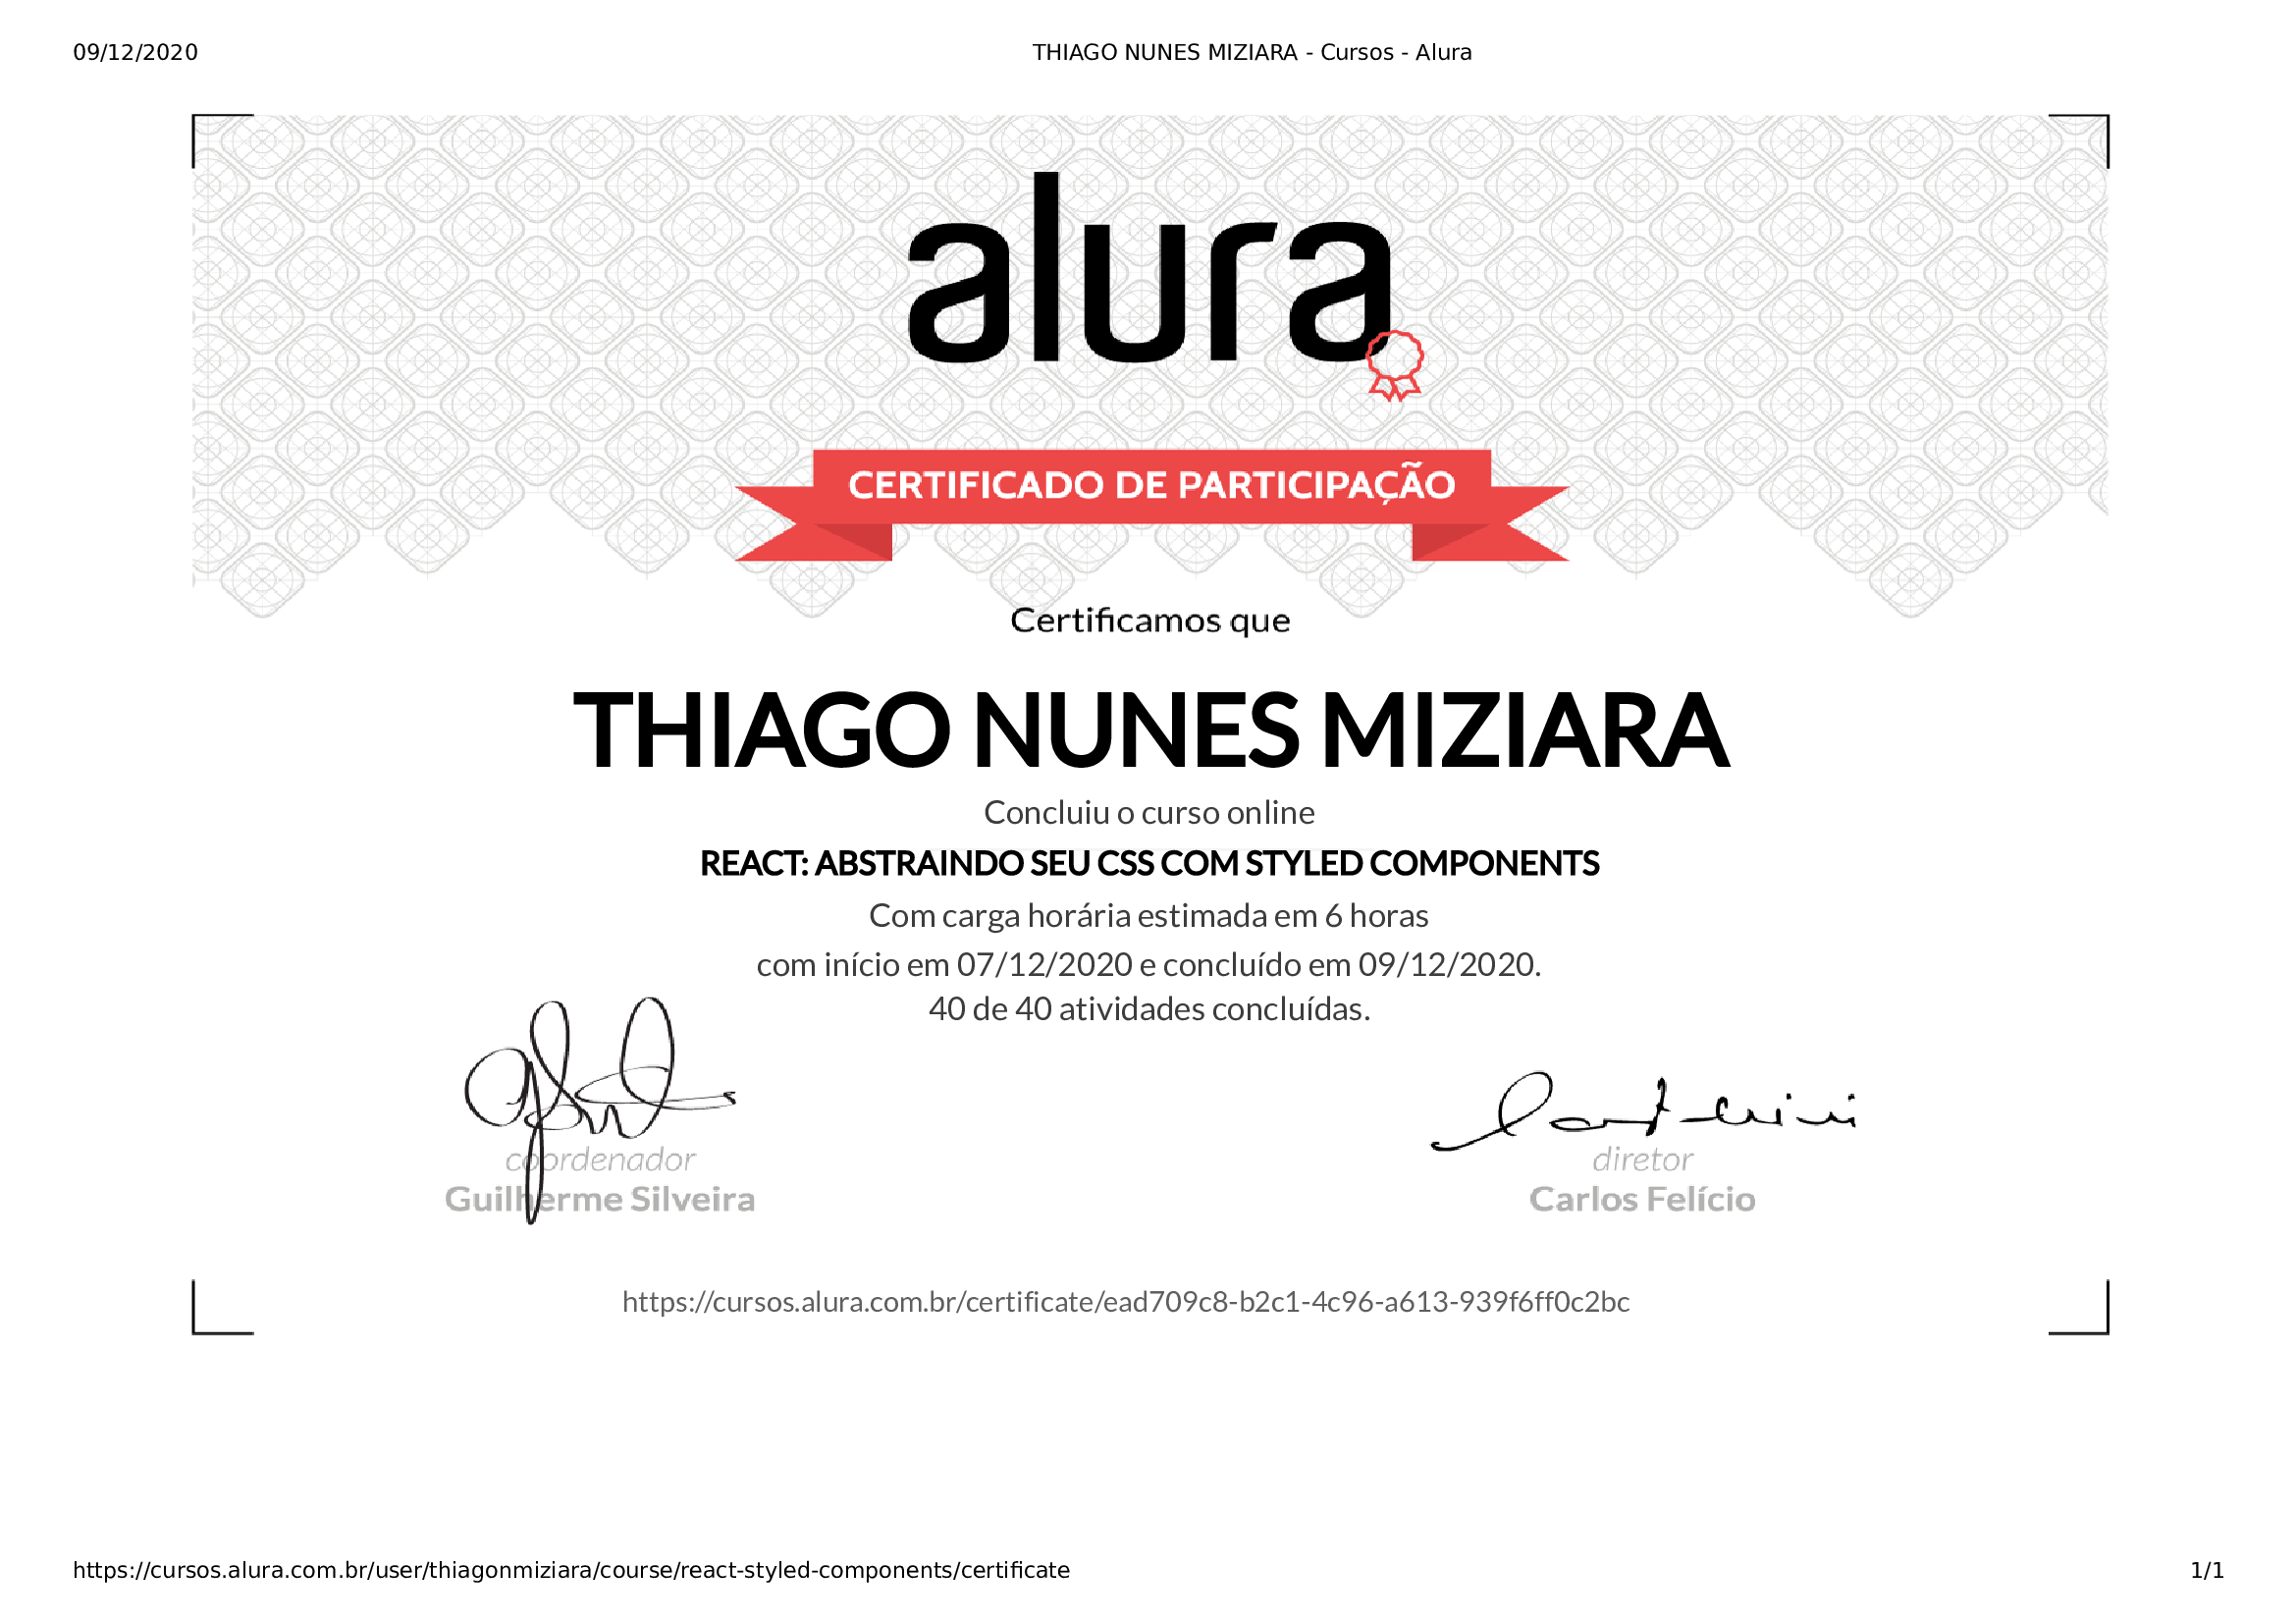 09/12/2020
THIAGO NUNES MIZIARA - Cursos - Alura
alura
CERTIFICADO DE PARTICIPAÇÃO
Certificamos que
THIAGO NUNES MIZIARA
Concluiu o curso online
REACT: ABSTRAINDO SEU CSS COM STYLED COMPONENTS
Com carga horária estimada em 6 horas
com início em 07/12/2020 e concluído em 09/12/2020.
40 de 40 atividades concluídas.
coordenador
Guilherme Silveira
diretor
Carlos Felício
https://cursos.alura.com.br/certificate/ead709c8-b2c1-4c96-a613-939f6ff0c2bc
https://cursos.alura.com.br/user/thiagonmiziara/course/react-styled-components/certificate
1/1